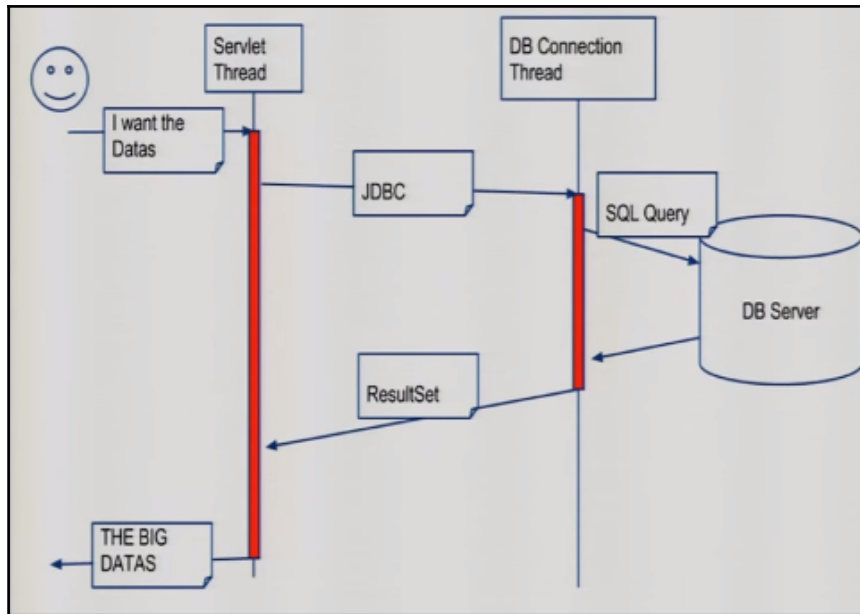 Servlet
Thread
DB Connection
Thread
I want the
Datas
JDBC
SQL Query
DB Server
ResultSet
THE BIG
DATAS